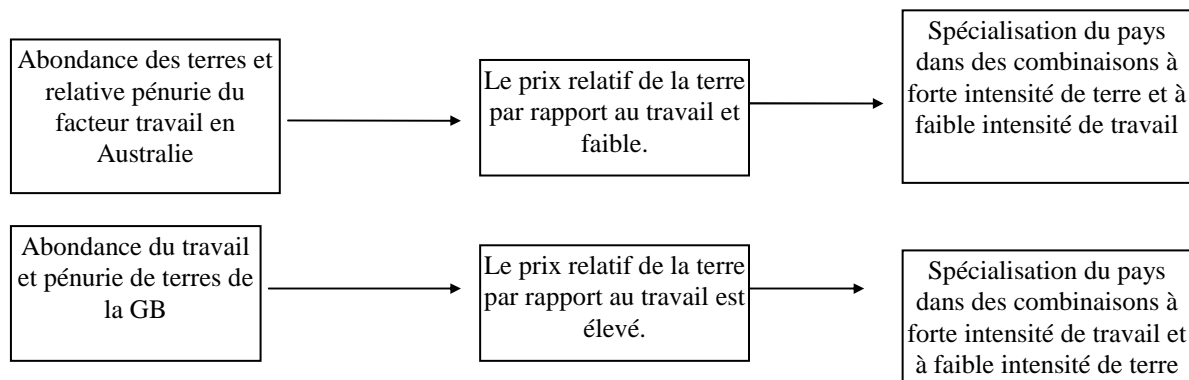 Abondance des terres et
relative pénurie du
facteur travail en
Australie
Le prix relatif de la terre
par rapport au travail et
faible.
Spécialisation du pays
dans des combinaisons à
forte intensité de terre et à
faible intensité de travail
Abondance du travail
et pénurie de terres de
la GB
Le prix relatif de la terre
par rapport au travail est
élevé.
Spécialisation du pays
dans des combinaisons à
forte intensité de travail et
à faible intensité de terre